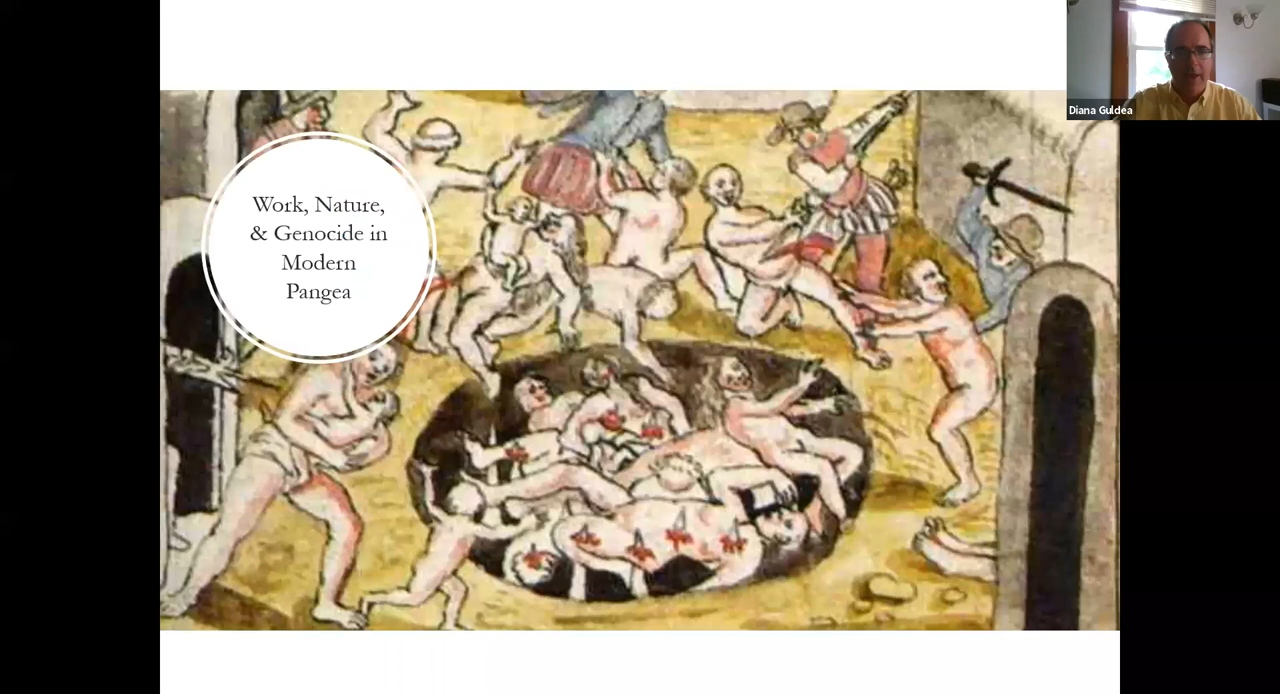 Work, Nature,
& Genocide in
Modern
Pangea
Diana Guldea